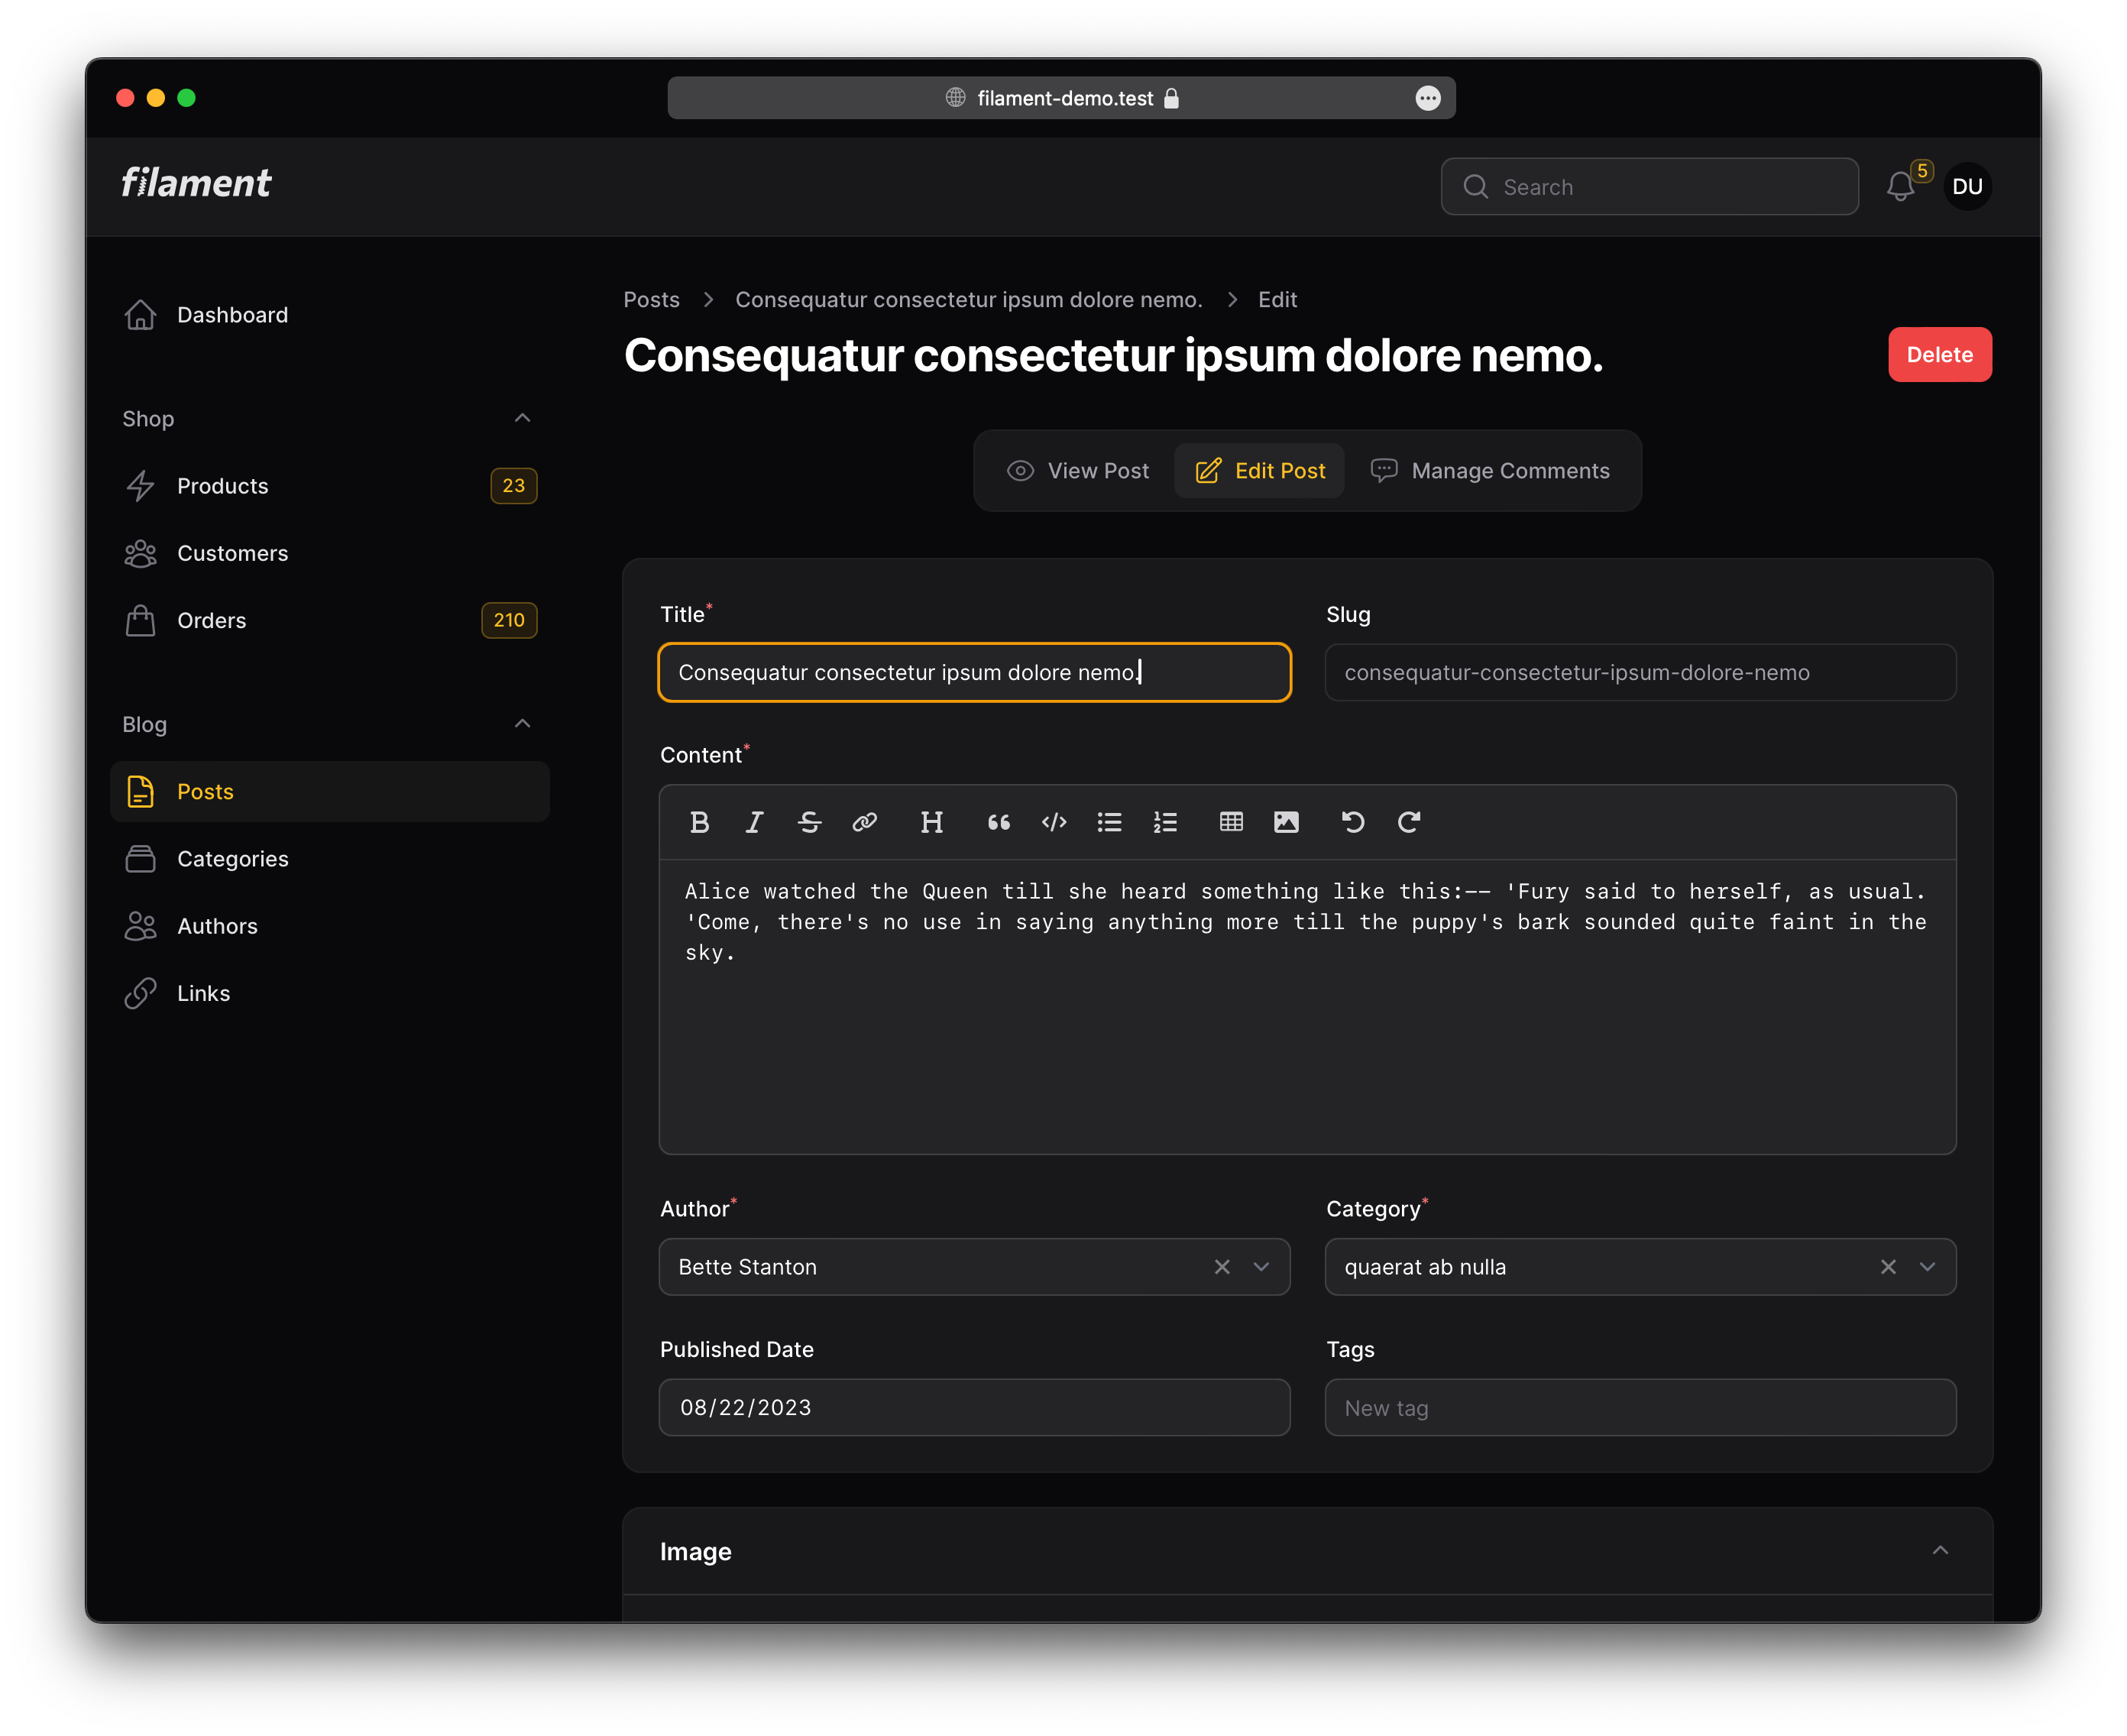 filament-demo.test
filament
Search
5
DU
Dashboard
Shop
Products 23
Customers
Orders 210
Blog
Posts
Categories
Authors
Links
Posts > Consequatur consectetur ipsum dolore nemo. > Edit
Consequatur consectetur ipsum dolore nemo.
Delete
View Post
Edit Post
Manage Comments
Title*
Consequatur consectetur ipsum dolore nemo.
Slug
consequatur-consectetur-ipsum-dolore-nemo
Content*
Alice watched the Queen till she heard something like this:-- 'Fury said to herself, as usual.
'Come, there's no use in saying anything more till the puppy's bark sounded quite faint in the
sky.
Author*
Bette Stanton
Category*
quaerat ab nulla
Published Date
08/22/2023
Tags
New tag
Image